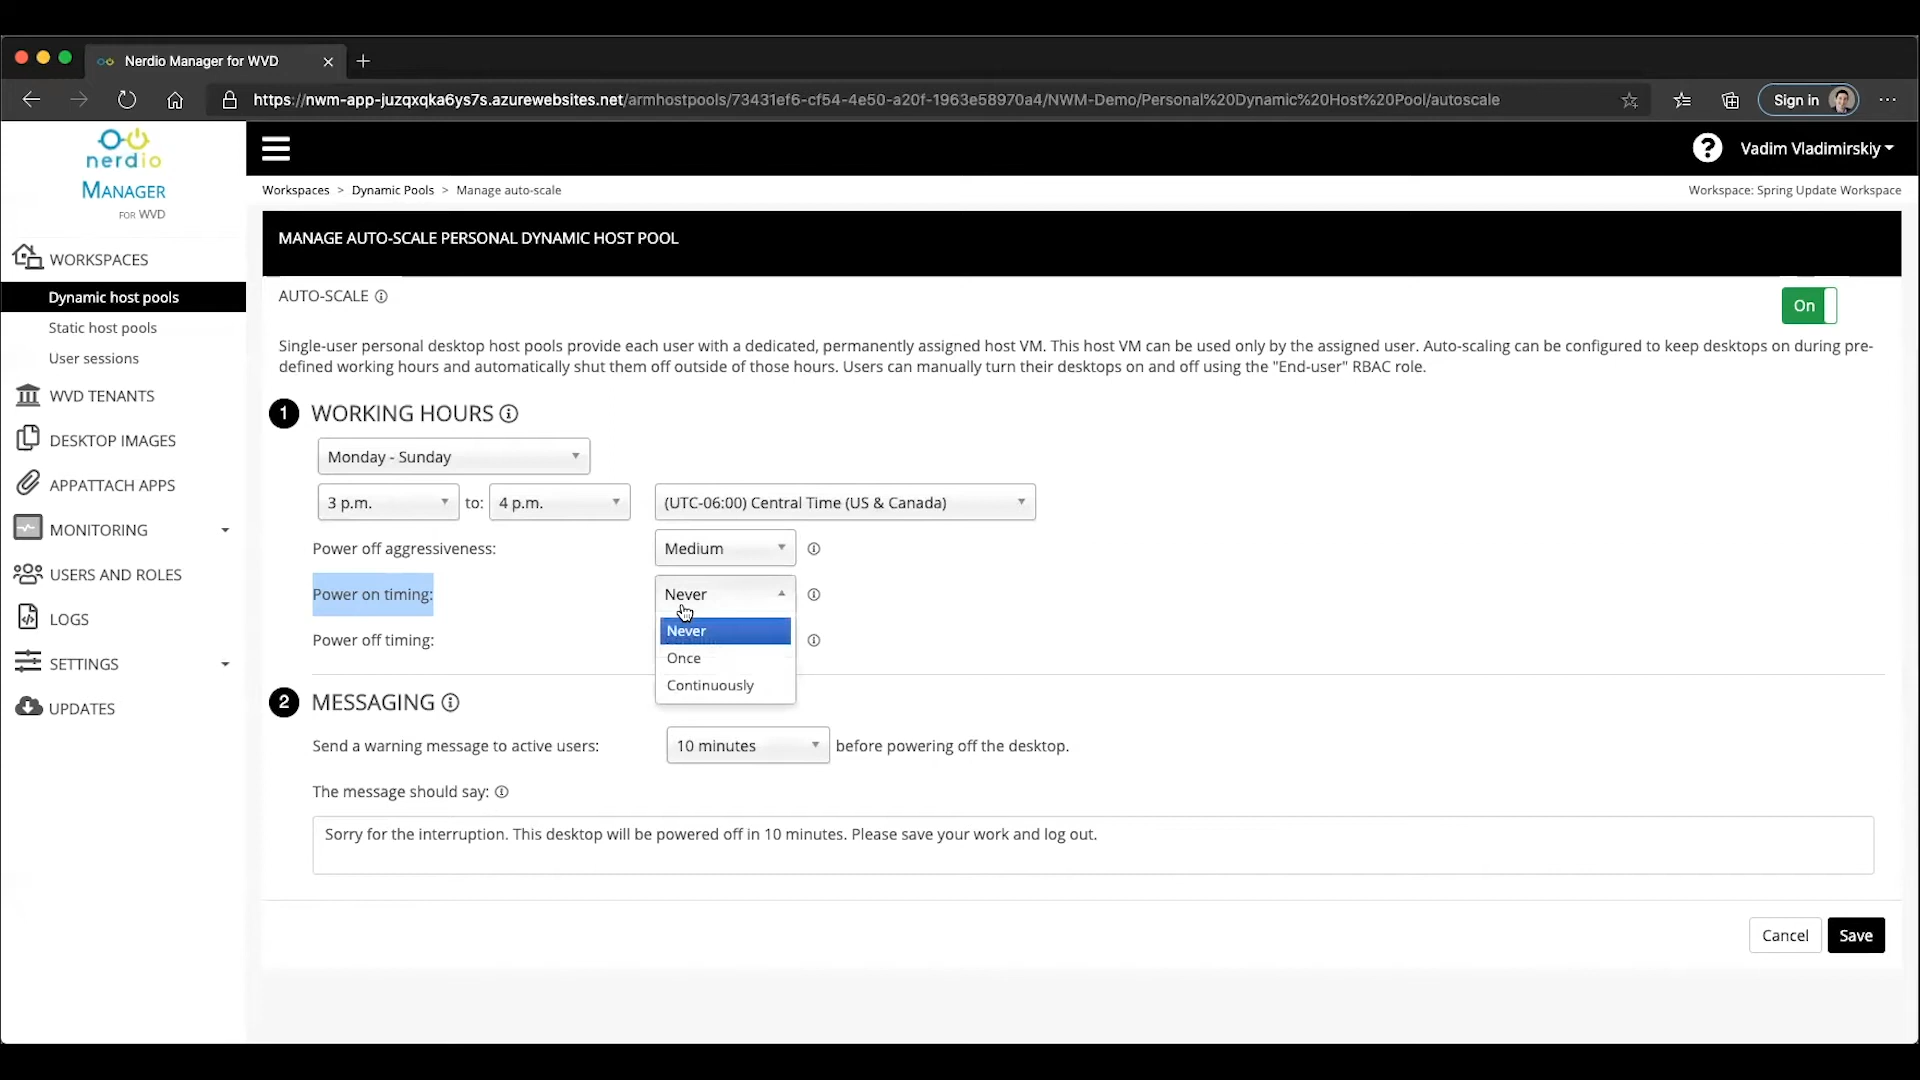 Nerdio Manager for WVD
https://nwm-app-juzqxqka6ys7s.azurewebsites.net/armhostpools/73431ef6-cf54-4e50-a20f-1963e58970a4/NWM-Demo/Personal%20Dynamic%20Host%20Pool/autoscale
Sign in
nerdio
MANAGER
FOR WVD
Vadim Vladimirskiy
Workspaces > Dynamic Pools > Manage auto-scale
Workspace: Spring Update Workspace
WORKSPACES
Dynamic host pools
Static host pools
User sessions
WVD TENANTS
DESKTOP IMAGES
APPATTACH APPS
MONITORING
USERS AND ROLES
LOGS
SETTINGS
UPDATES
MANAGE AUTO-SCALE PERSONAL DYNAMIC HOST POOL
AUTO-SCALE
On
Single-user personal desktop host pools provide each user with a dedicated, permanently assigned host VM. This host VM can be used only by the assigned user. Auto-scaling can be configured to keep desktops on during pre-
defined working hours and automatically shut them off outside of those hours. Users can manually turn their desktops on and off using the "End-user" RBAC role.
1 WORKING HOURS
Monday - Sunday
3 p.m. to: 4 p.m. (UTC-06:00) Central Time (US & Canada)
Power off aggressiveness: Medium
Power on timing: Never
Never
Power off timing:
Once
Continuously
2 MESSAGING
Send a warning message to active users: 10 minutes before powering off the desktop.
The message should say:
Sorry for the interruption. This desktop will be powered off in 10 minutes. Please save your work and log out.
Cancel Save